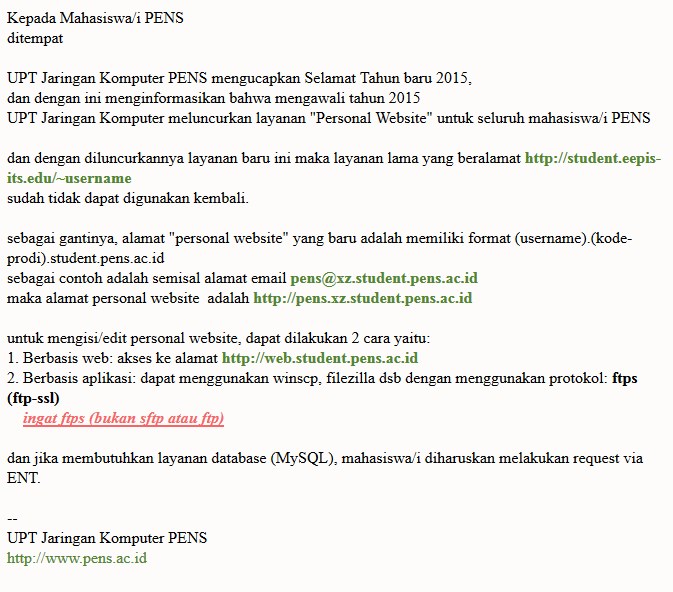 Kepada Mahasiswa/i PENS
ditempat
UPT Jaringan Komputer PENS mengucapkan Selamat Tahun baru 2015,
dan dengan ini menginformasikan bahwa mengawali tahun 2015
UPT Jaringan Komputer meluncurkan layanan "Personal Website" untuk seluruh mahasiswa/i PENS
dan dengan diluncurkannya layanan baru ini maka layanan lama yang beralamat http://student.eepis-
its.edu/~username
sudah tidak dapat digunakan kembali.
sebagai gantinya, alamat "personal website" yang baru adalah memiliki format (username).(kode-
prodi).student.pens.ac.id
sebagai contoh adalah semisal alamat email pens@xz.student.pens.ac.id
maka alamat personal website  adalah http://pens.xz.student.pens.ac.id
untuk mengisi/edit personal website, dapat dilakukan 2 cara yaitu:
1. Berbasis web: akses ke alamat http://web.student.pens.ac.id
2. Berbasis aplikasi: dapat menggunakan winscp, filezilla dsb dengan menggunakan protokol: ftps
(ftp-ssl)
ingat ftps (bukan sftp atau ftp)
dan jika membutuhkan layanan database (MySQL), mahasiswa/i diharuskan melakukan request via
ENT.
--
UPT Jaringan Komputer PENS
http://www.pens.ac.id